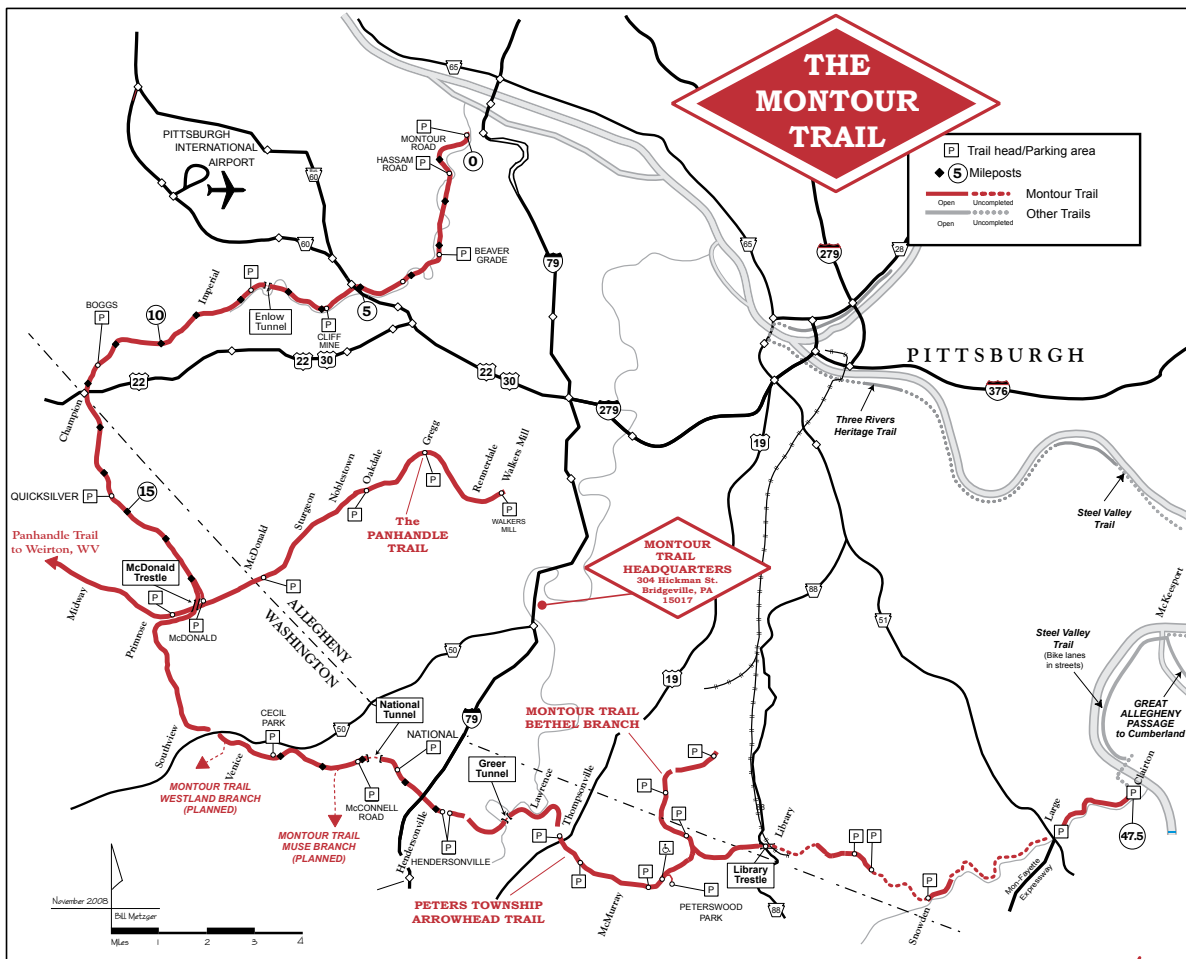 THE
MONTOUR
TRAIL
P Trail head/Parking area
5 Mileposts
Montour Trail
Open Uncompleted
Other Trails
Open Uncompleted
PITTSBURGH
INTERNATIONAL
AIRPORT
P
MONTOUR
ROAD
HASSAM
ROAD
P
0
65
60
60
79
65
279
28
P
BEAVER
GRADE
Imperial
P
Enlow
Tunnel
P
CLIFF
MINE
5
BOGGS
P
10
22
30
22
22
30
279
PITTSBURGH
376
19
Three Rivers
Heritage Trail
Champion
QUICKSILVER
P
15
Panhandle Trail
to Weirton, WV
McDonald
Trestle
Midway
P
Primrose
P
McDONALD
McDonald
P
Sturgeon
Noblestown
Oakdale
P
Gregg
P
The
PANHANDLE
TRAIL
Rennerdale
Walkers Mill
P
WALKERS
MILL
ALLEGHENY
WASHINGTON
MONTOUR
TRAIL
HEADQUARTERS
304 Hickman St.
Bridgeville, PA
15017
Steel Valley
Trail
88
51
McKeesport
Steel Valley
Trail
(Bike lanes
in streets)
GREAT
ALLEGHENY
PASSAGE
to Cumberland
50
50
19
79
CECIL
PARK
P
National
Tunnel
NATIONAL
P
Southview
Venice
MONTOUR TRAIL
WESTLAND BRANCH
(PLANNED)
P
McCONNELL
ROAD
MONTOUR TRAIL
MUSE BRANCH
(PLANNED)
Hendersonville
P
HENDERSONVILLE
Greer
Tunnel
Lawrence
Thompsonville
P
P
MONTOUR TRAIL
BETHEL BRANCH
P
P
P
P
P
PETERSWOOD
PARK
McMurray
PETERS TOWNSHIP
ARROWHEAD TRAIL
88
Library
Library
Trestle
88
P
P
P
Snowden
Large
P
Mon-Fayette
Expressway
Clairton
P
47.5
November 2008
Bill Metzger
Miles 1 2 3 4